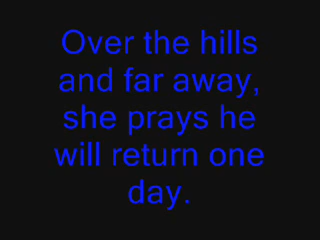 Over the hills
and far away,
she prays he
will return one
day.